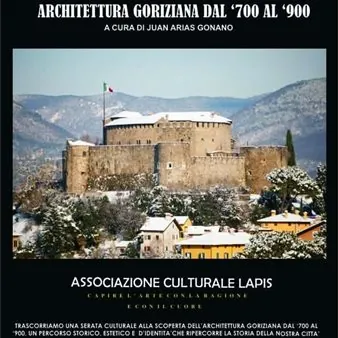 ARCHITETTURA GORIZIANA DAL ‘700 AL ‘900
A CURA DI JUAN ARIAS GONANO
ASSOCIAZIONE CULTURALE LAPIS
CAPIRE L'ARTE CON LA RAGIONE
E CON IL CUORE
TRASCORRIAMO UNA SERATA CULTURALE ALLA SCOPERTA DELL'ARCHITETTURA GORIZIANA DAL '700 AL
'900, UN PERCORSO STORICO, ESTETICO E D'IDENTITA' CHE RIPERCORRE LA STORIA DELLA NOSTRA CITTA'